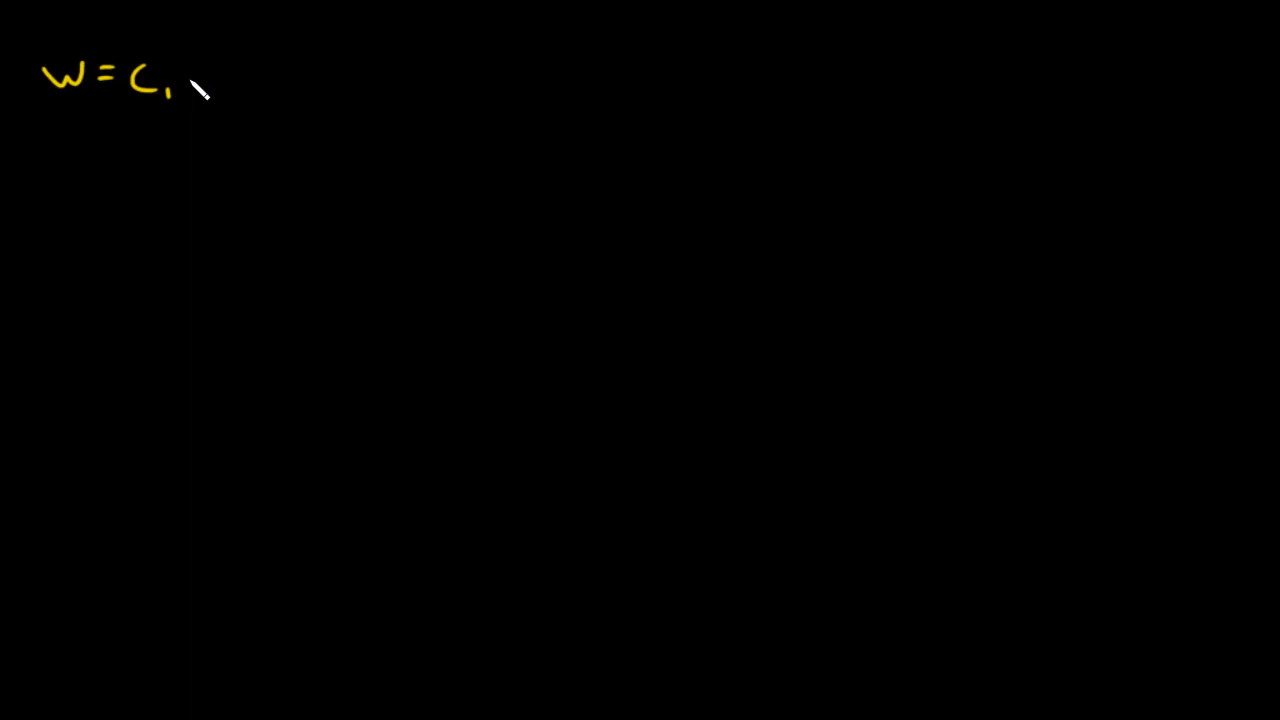 w = c₁